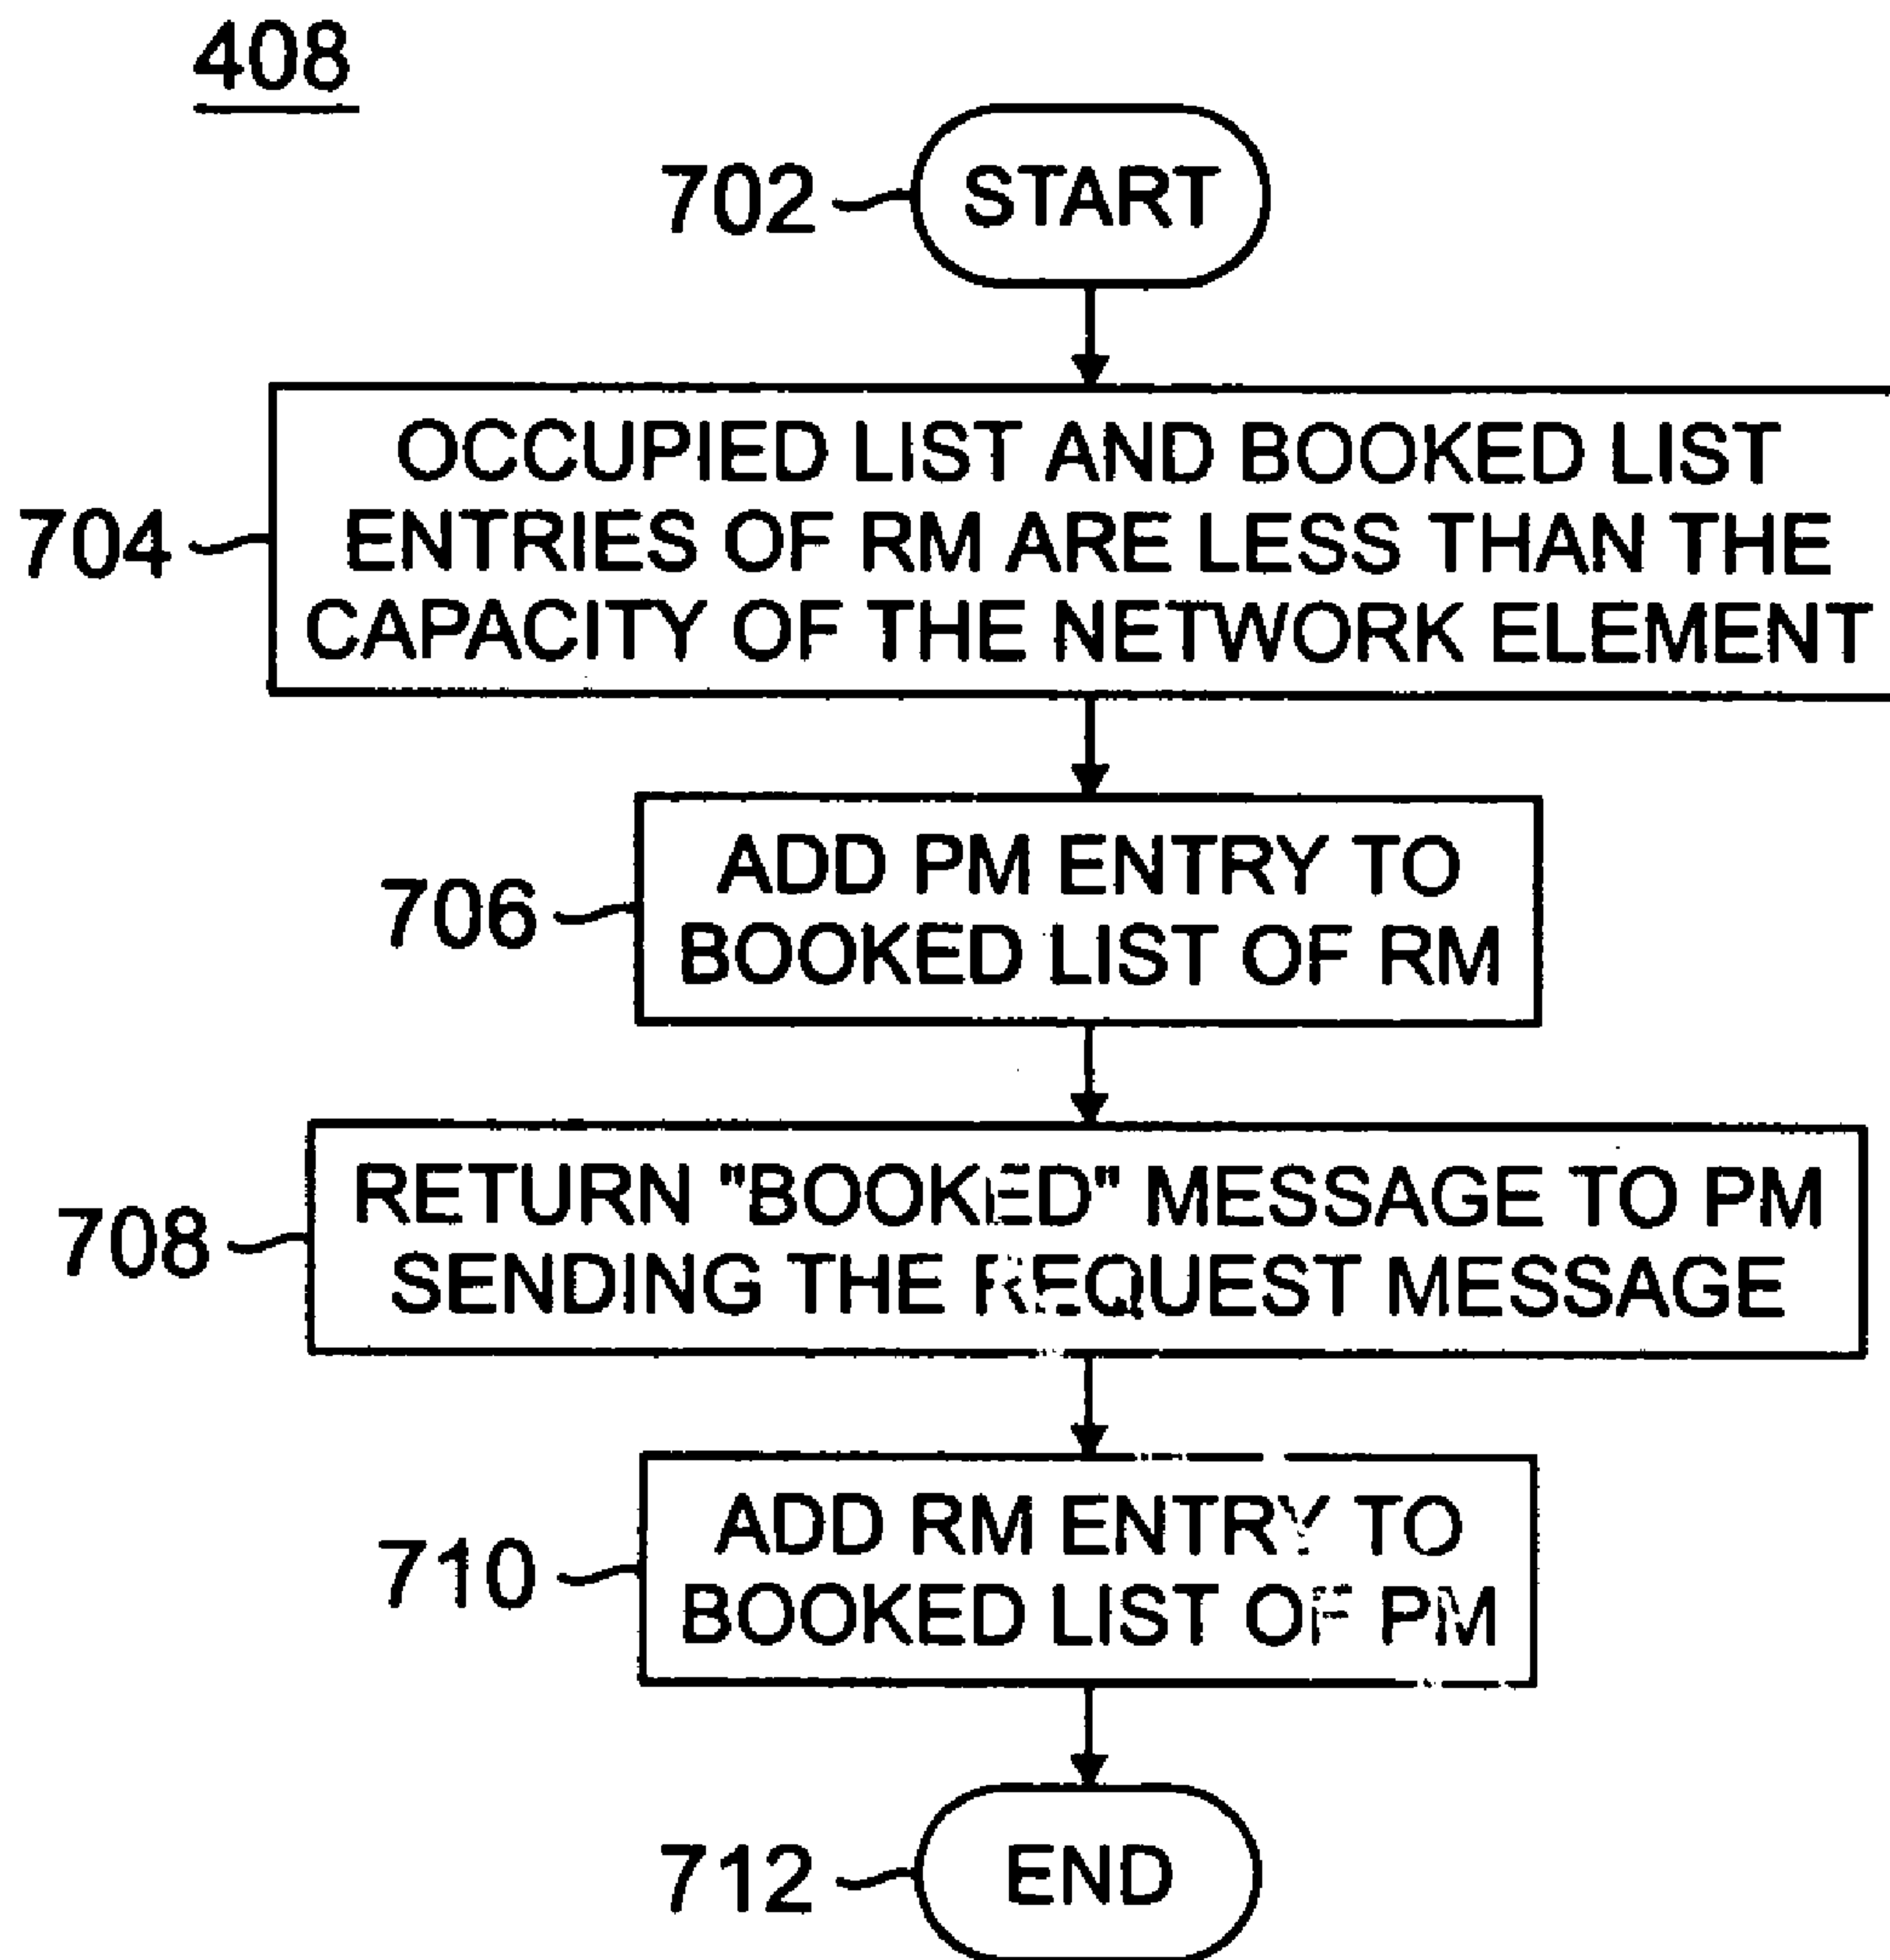 408
702
START
704
OCCUPIED LIST AND BOOKED LIST
ENTRIES OF RM ARE LESS THAN THE
CAPACITY OF THE NETWORK ELEMENT
706
ADD PM ENTRY TO
BOOKED LIST OF RM
708
RETURN "BOOKED" MESSAGE TO PM
SENDING THE REQUEST MESSAGE
710
ADD RM ENTRY TO
BOOKED LIST OF PM
712
END